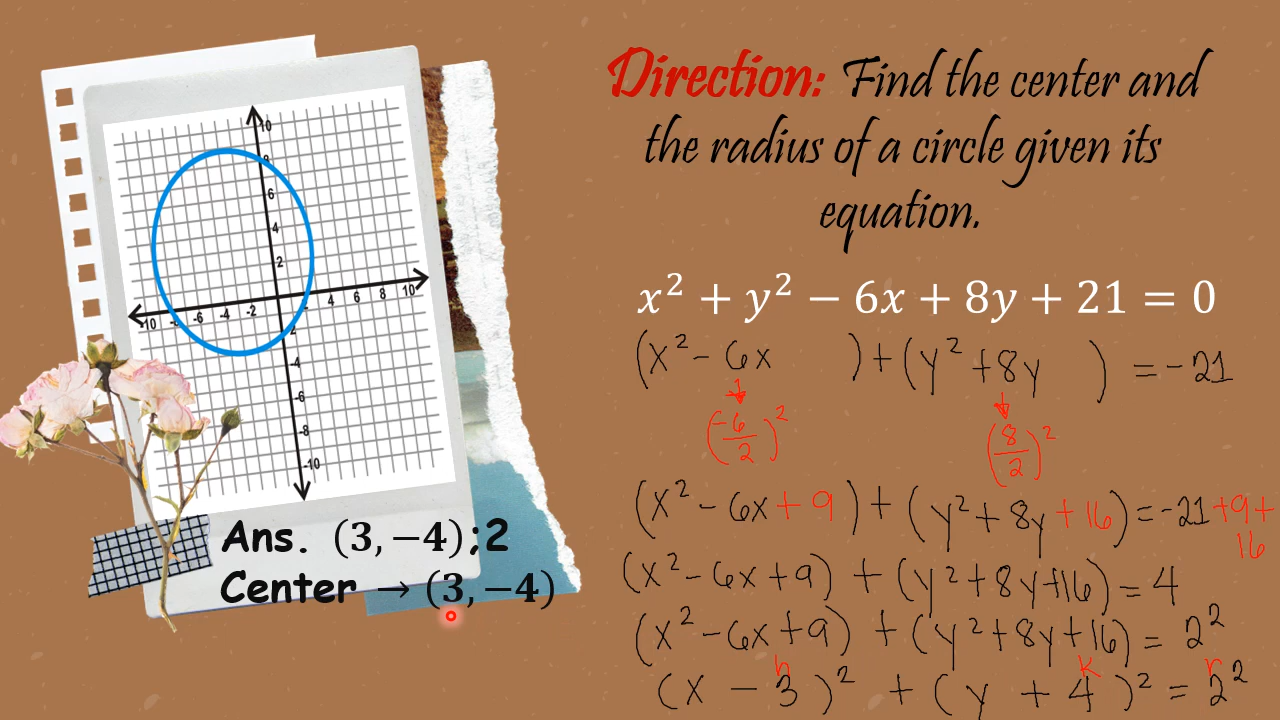 Direction: Find the center and
the radius of a circle given its
equation.
x² + y² − 6x + 8y + 21 = 0
(x² - 6x ) + (y² + 8y ) = -21
(-6/2)² (8/2)²
(x² - 6x + 9 ) + (y² + 8y + 16) = -21 +9+
16
(x² - 6x + 9) + (y² + 8y + 16) = 4
(x² - 6x + 9) + (y² + 8y + 16) = 2²
h k r
(x - 3 )² + (y + 4 )² = 2²
10
8
6
4
2
-10 -8 -6 -4 -2 2 4 6 8 10
-2
-4
-6
-8
-10
Ans. (3, −4);2
Center → (3, −4)